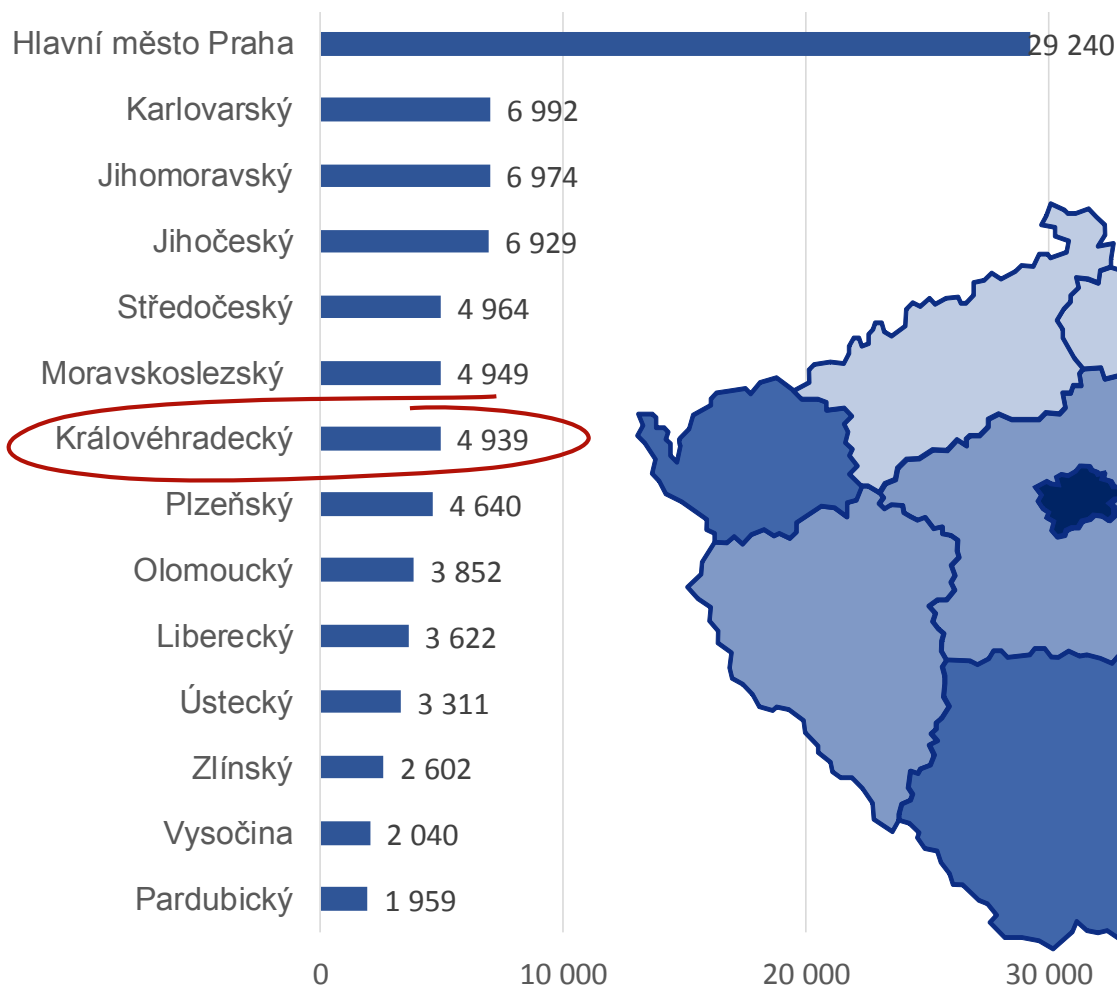 Hlavní město Praha 29 240
Karlovarský 6 992
Jihomoravský 6 974
Jihočeský 6 929
Středočeský 4 964
Moravskoslezský 4 949
Královéhradecký 4 939
Plzeňský 4 640
Olomoucký 3 852
Liberecký 3 622
Ústecký 3 311
Zlínský 2 602
Vysočina 2 040
Pardubický 1 959
0 10 000 20 000 30 000